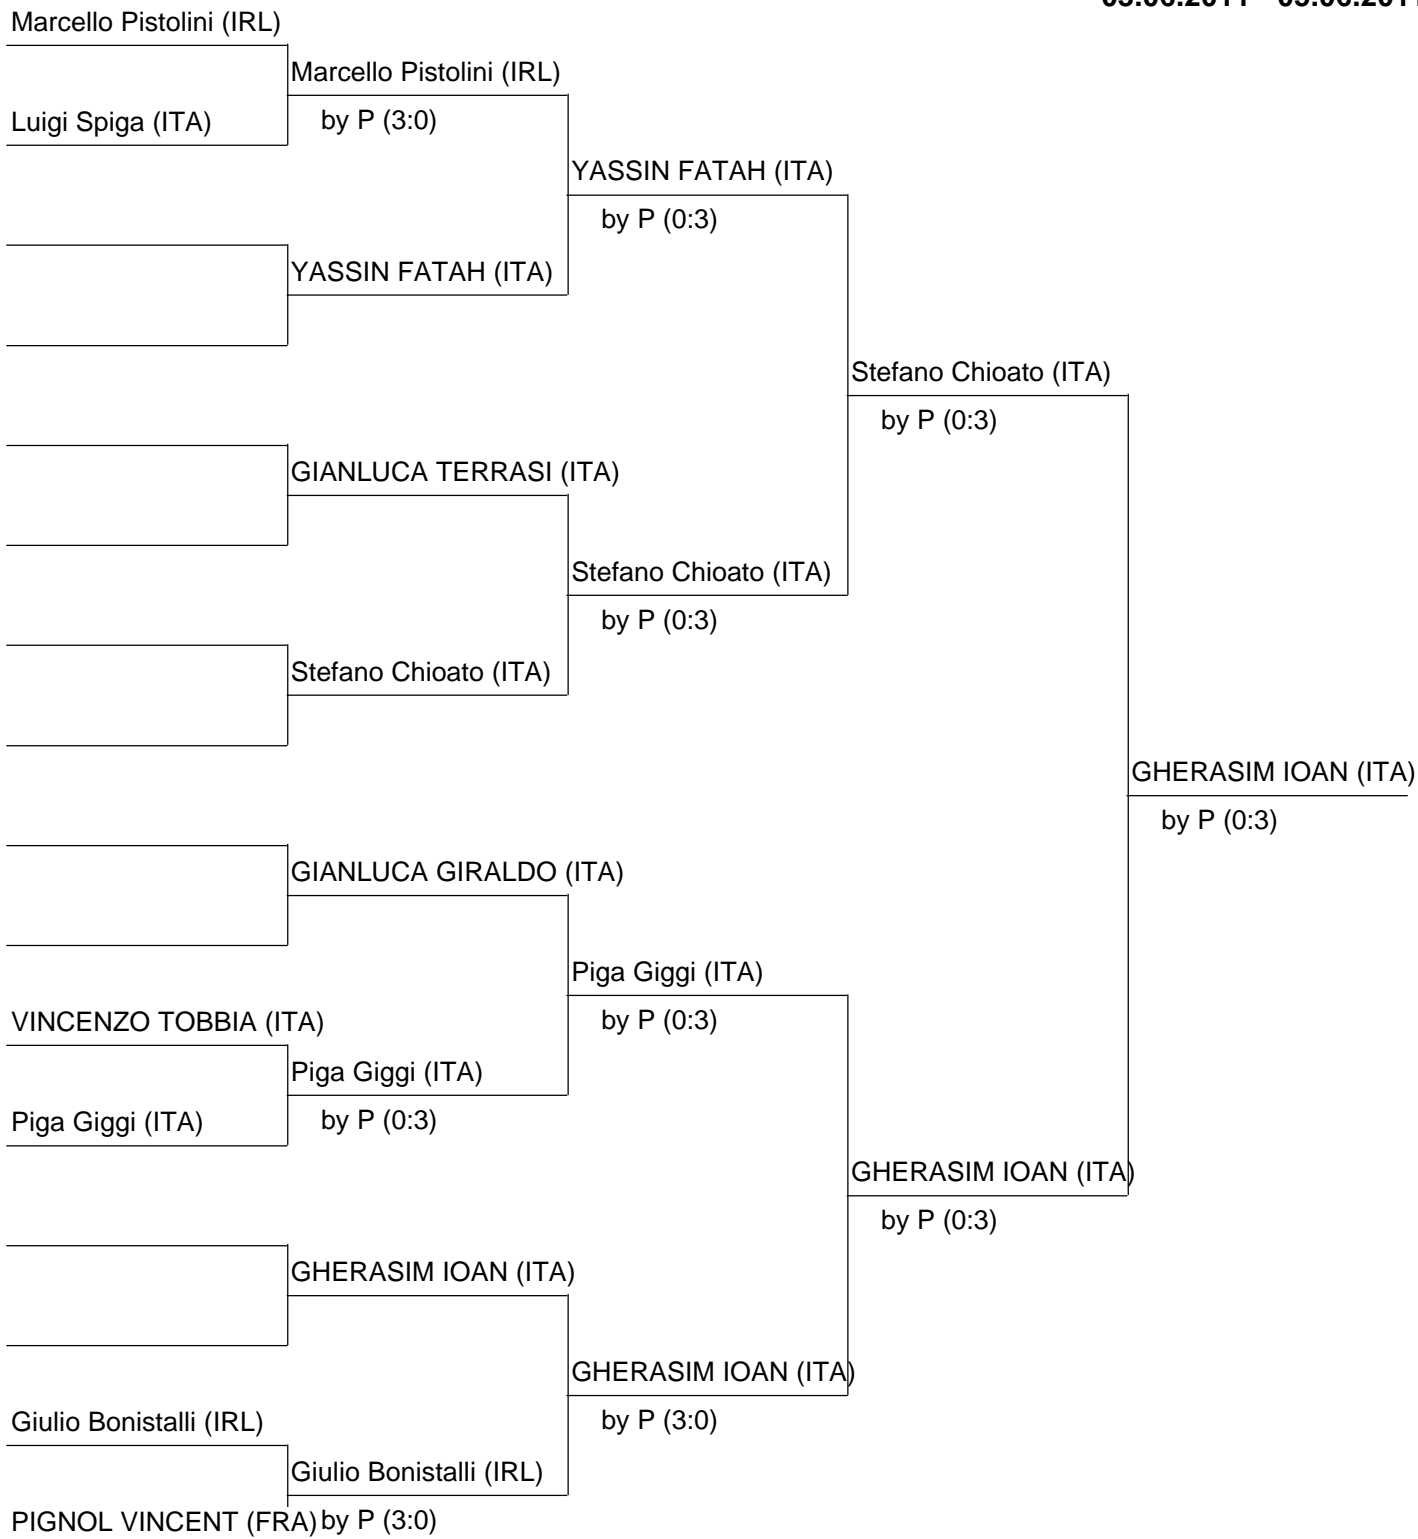 Marcello Pistolini (IRL)
Marcello Pistolini (IRL)
Luigi Spiga (ITA)
by P (3:0)
YASSIN FATAH (ITA)
by P (0:3)
YASSIN FATAH (ITA)
Stefano Chioato (ITA)
by P (0:3)
GIANLUCA TERRASI (ITA)
Stefano Chioato (ITA)
by P (0:3)
Stefano Chioato (ITA)
GHERASIM IOAN (ITA)
by P (0:3)
GIANLUCA GIRALDO (ITA)
Piga Giggi (ITA)
by P (0:3)
VINCENZO TOBBIA (ITA)
Piga Giggi (ITA)
Piga Giggi (ITA)
by P (0:3)
GHERASIM IOAN (ITA)
by P (0:3)
GHERASIM IOAN (ITA)
GHERASIM IOAN (ITA)
by P (3:0)
Giulio Bonistalli (IRL)
Giulio Bonistalli (IRL)
PIGNOL VINCENT (FRA)
by P (3:0)